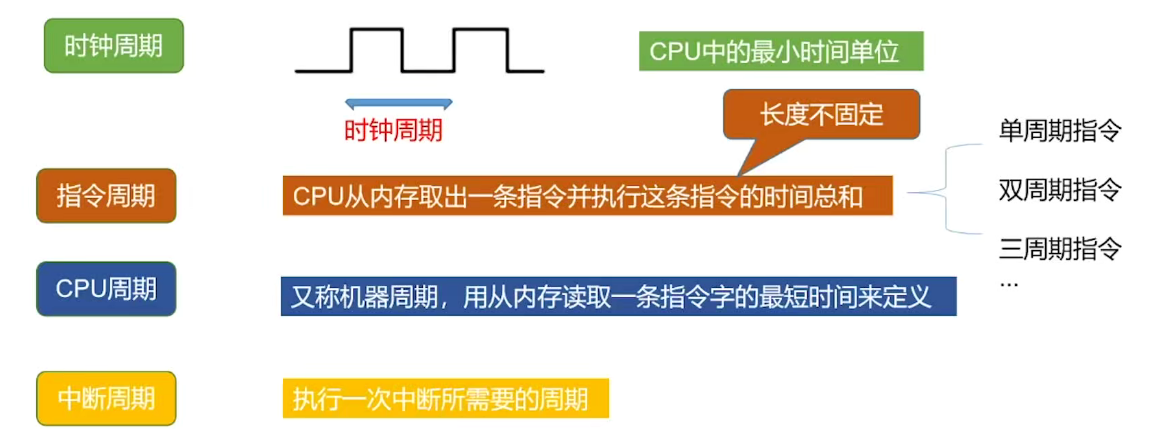 时钟周期
CPU中的最小时间单位
时钟周期
长度不固定
指令周期
CPU从内存取出一条指令并执行这条指令的时间总和
单周期指令
双周期指令
三周期指令
...
CPU周期
又称机器周期，用从内存读取一条指令字的最短时间来定义
中断周期
执行一次中断所需要的周期